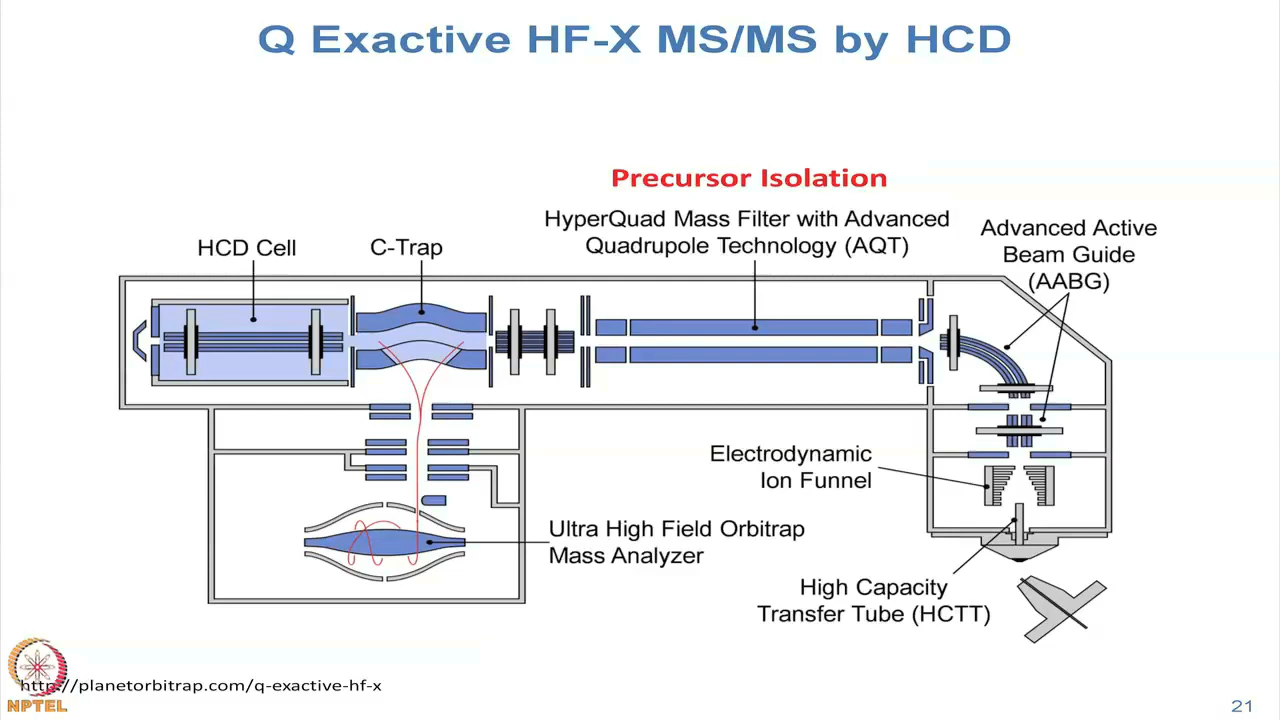 Q Exactive HF-X MS/MS by HCD
Precursor Isolation
HyperQuad Mass Filter with Advanced
Quadrupole Technology (AQT)
Advanced Active
Beam Guide
(AABG)
HCD Cell
C-Trap
Electrodynamic
Ion Funnel
Ultra High Field Orbitrap
Mass Analyzer
High Capacity
Transfer Tube (HCTT)
http://planetorbitrap.com/q-exactive-hf-x
NPTEL
21